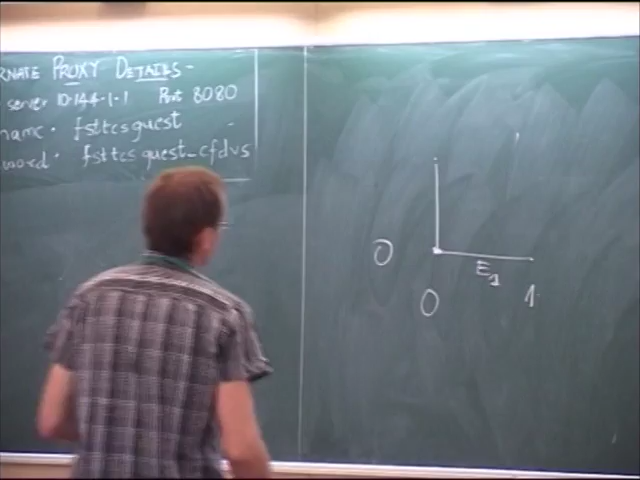 RNATE PROXY DETAILS -
server 10.144.1.1 Port 8080
name. fsttcsguest -
word. fsttcsguest_cfdvs
0
E1
0 1